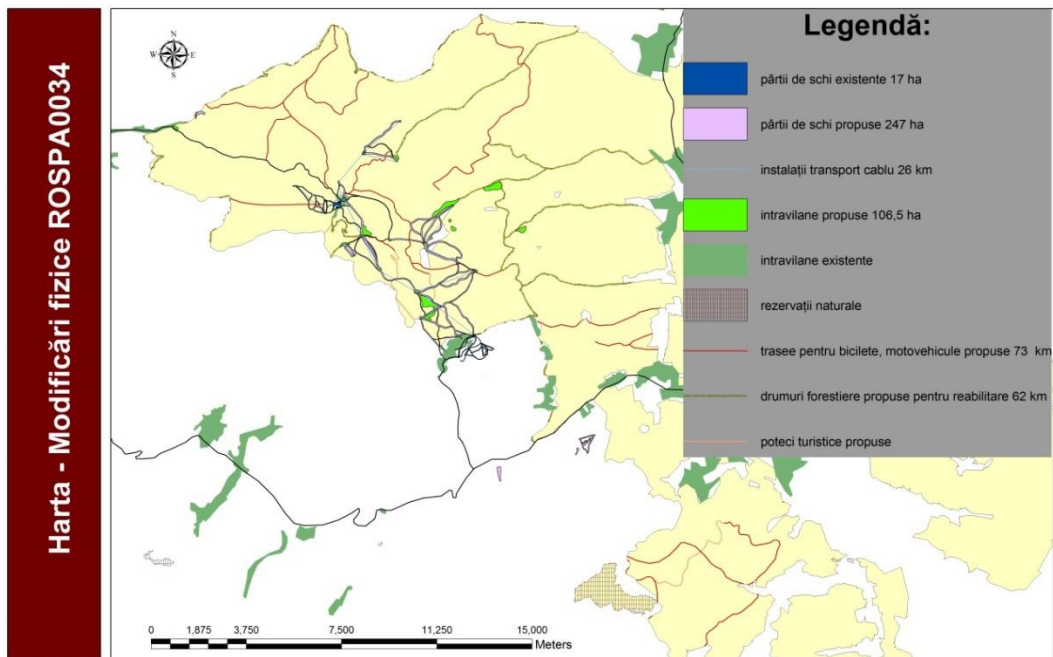 Harta - Modificări fizice ROSPA0034
N
W E
S
Legendă:
pârtii de schi existente 17 ha
pârtii de schi propuse 247 ha
instalații transport cablu 26 km
intravilane propuse 106,5 ha
intravilane existente
rezervații naturale
trasee pentru bicilete, motovehicule propuse 73 km
drumuri forestiere propuse pentru reabilitare 62 km
poteci turistice propuse
0 1,875 3,750 7,500 11,250 15,000
Meters